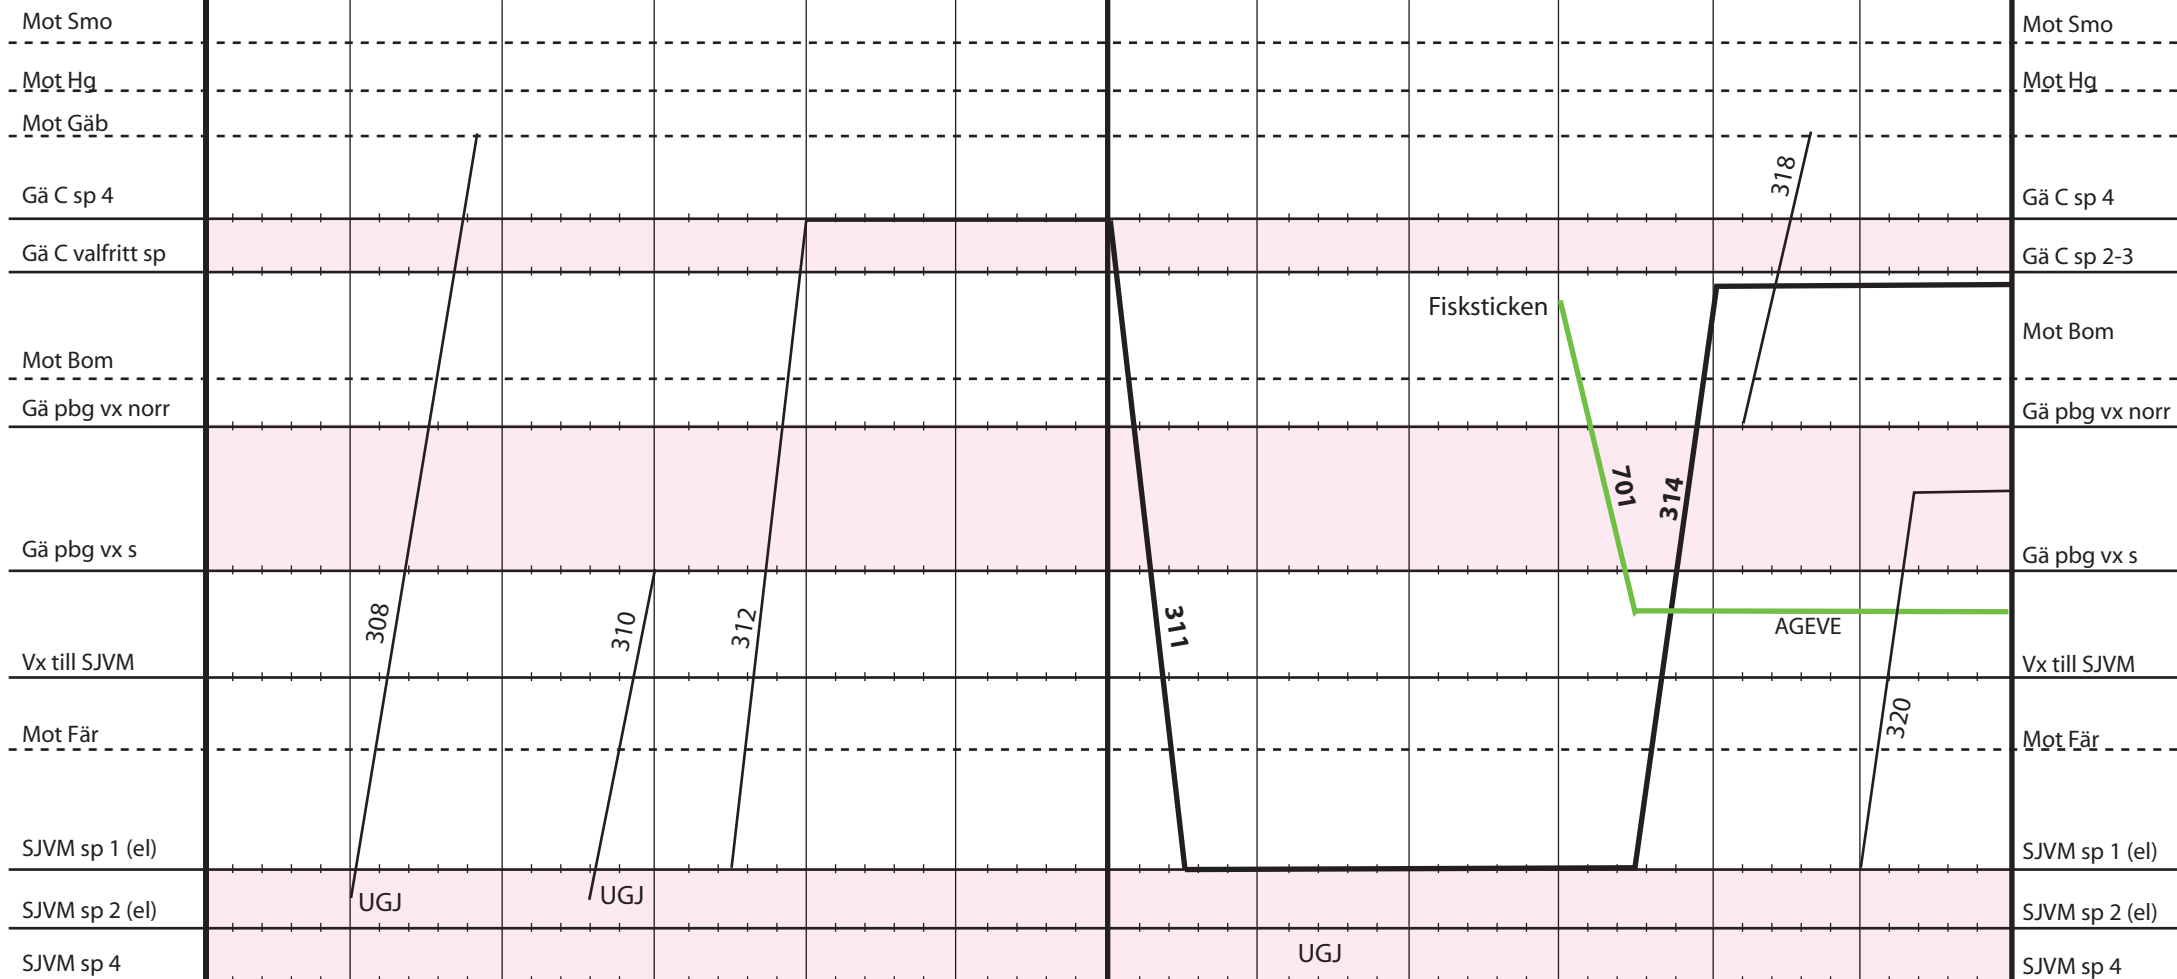 Mot Smo
Mot Smo
Mot Hg
Mot Hg
Mot Gäb
318
Gä C sp 4
Gä C sp 4
Gä C valfritt sp
Gä C sp 2-3
Fisksticken
Mot Bom
Mot Bom
Gä pbg vx norr
Gä pbg vx norr
701
314
Gä pbg vx s
Gä pbg vx s
308
310
312
311
AGEVE
Vx till SJVM
Vx till SJVM
320
Mot Fär
Mot Fär
SJVM sp 1 (el)
SJVM sp 1 (el)
UGJ
UGJ
SJVM sp 2 (el)
SJVM sp 2 (el)
UGJ
SJVM sp 4
SJVM sp 4